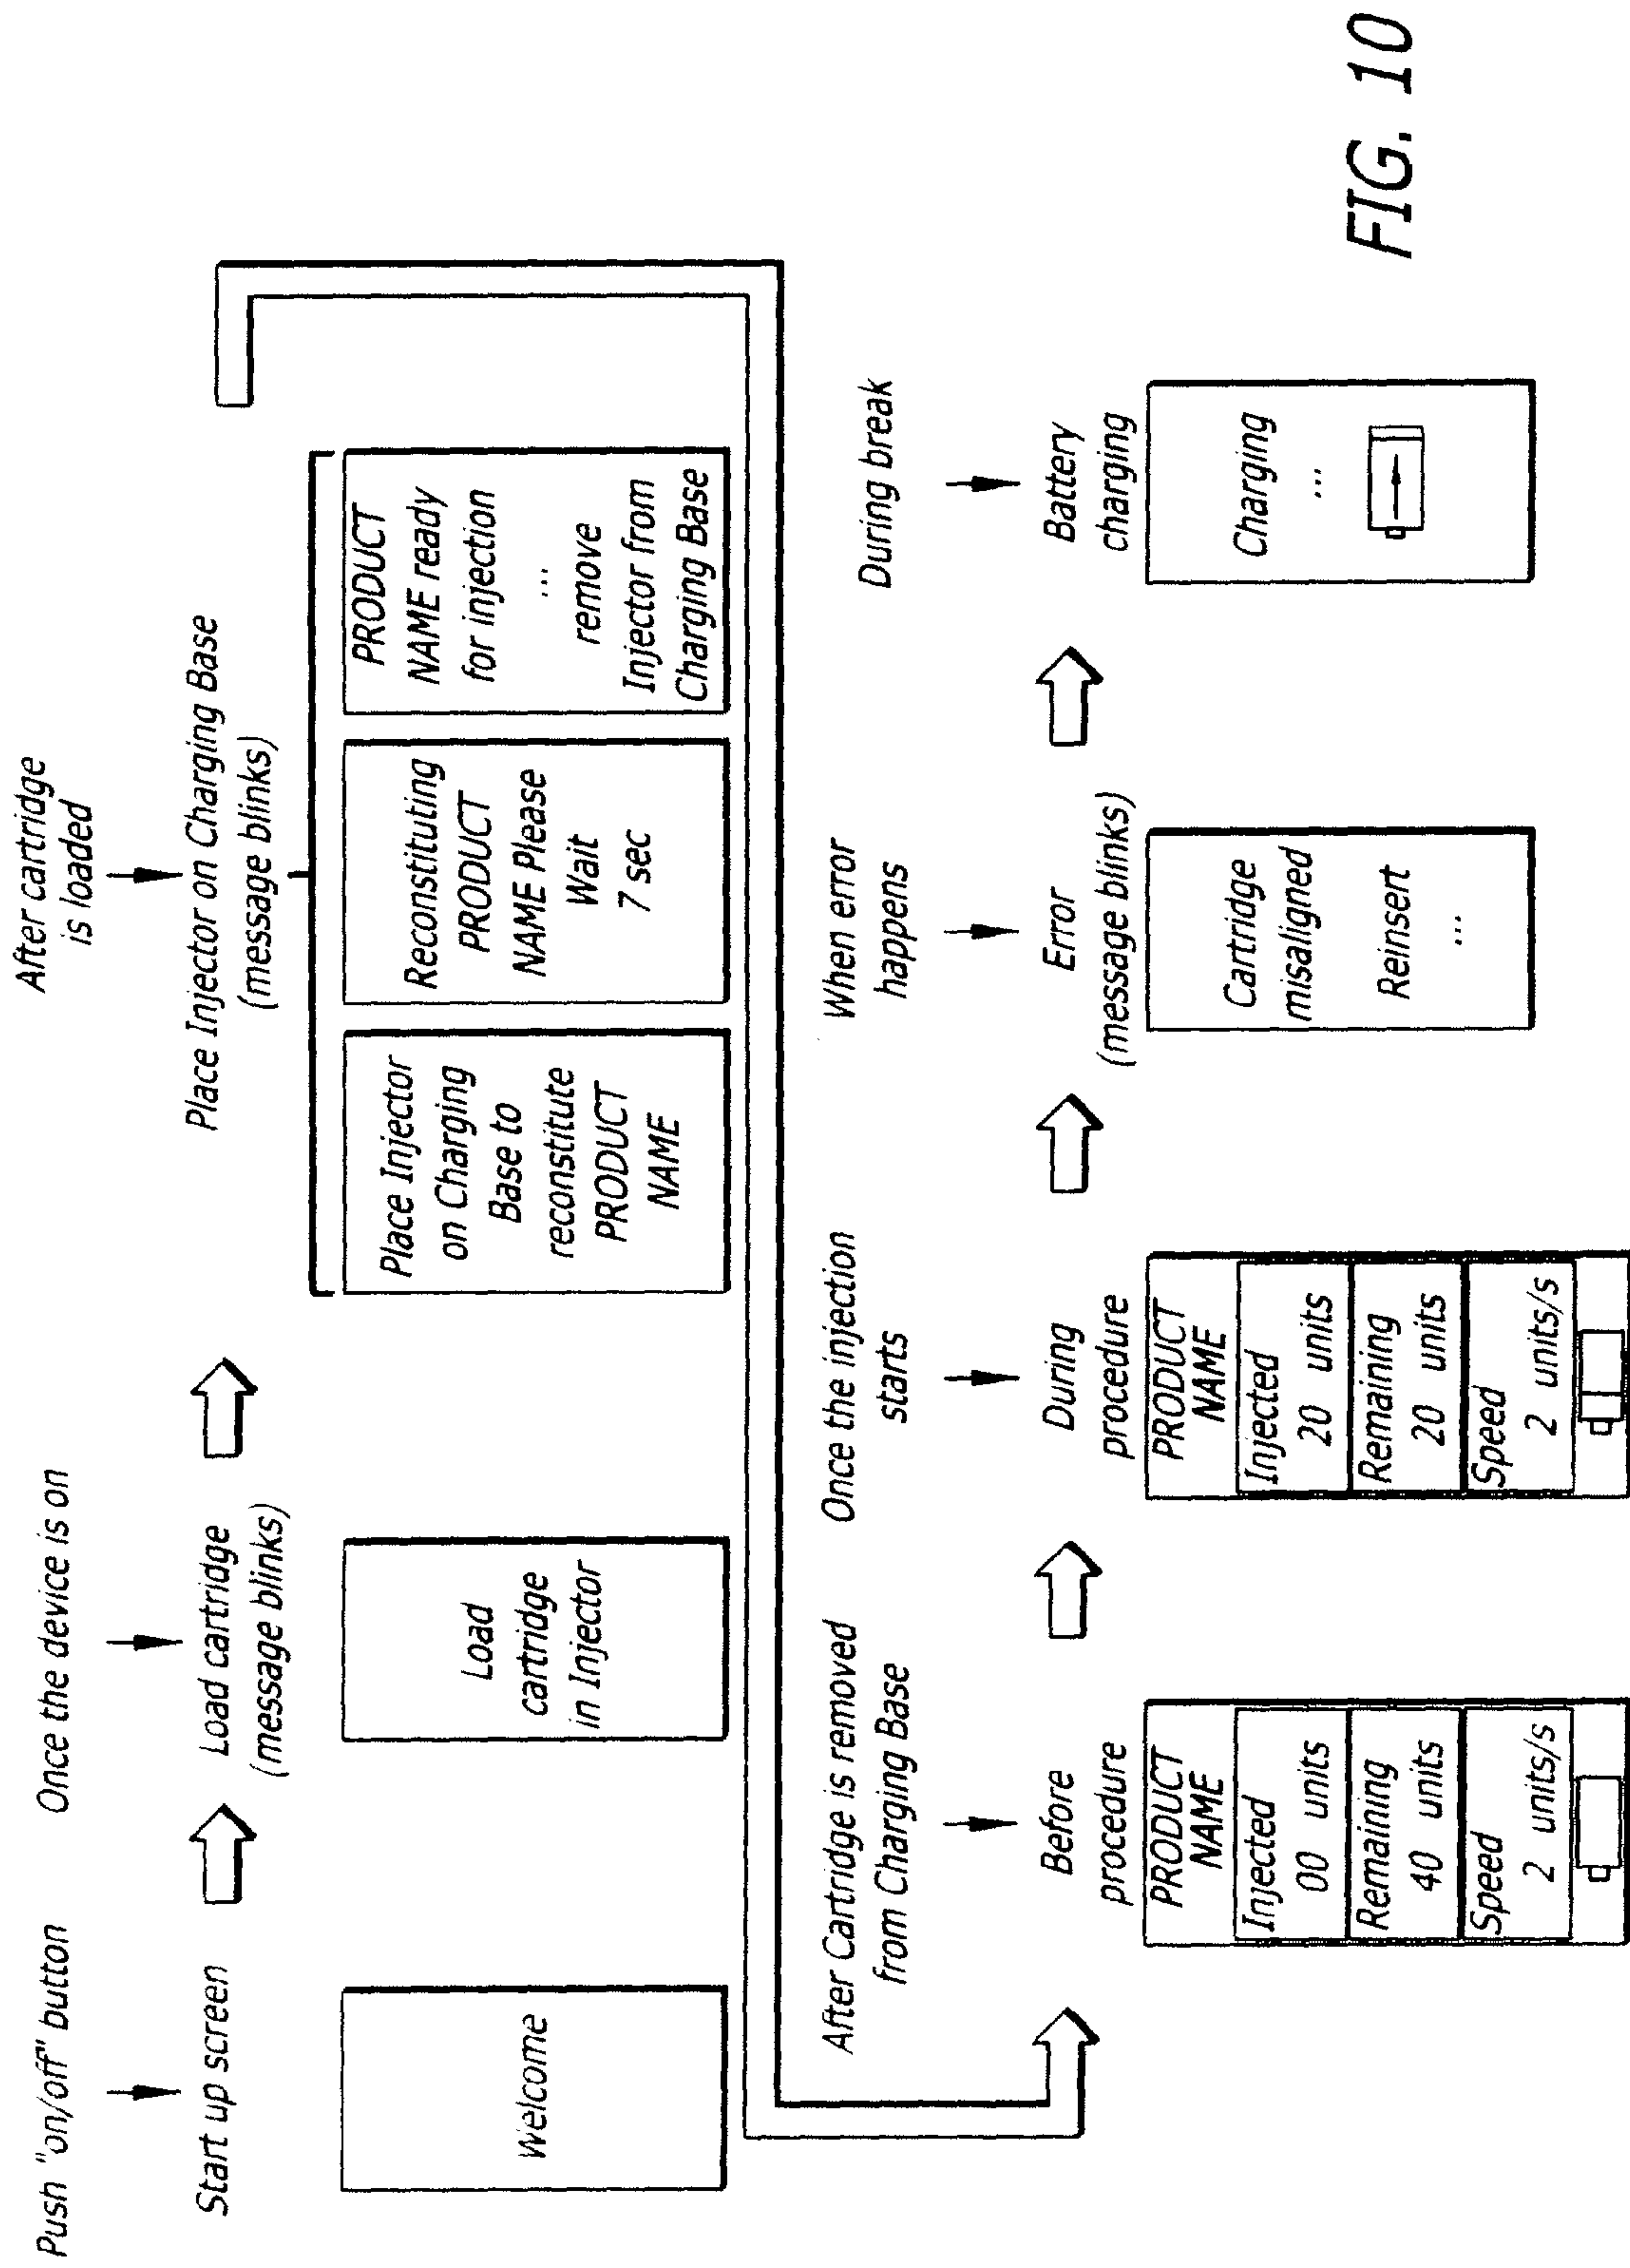 Push "on/off" button
Start up screen
Welcome
Once the device is on
Load cartridge
(message blinks)
Load
cartridge
in Injector
After cartridge
is loaded
Place Injector on Charging Base
(message blinks)
Place Injector
on Charging
Base to
reconstitute
PRODUCT
NAME
Reconstituting
PRODUCT
NAME Please
Wait
7 sec
PRODUCT
NAME ready
for injection
...
remove
Injector from
Charging Base
After Cartridge is removed
from Charging Base
Before
procedure
PRODUCT
NAME
Injected
00 units
Remaining
40 units
Speed
2 units/s
Once the injection
starts
During
procedure
PRODUCT
NAME
Injected
20 units
Remaining
20 units
Speed
2 units/s
When error
happens
Error
(message blinks)
Cartridge
misaligned
Reinsert
...
During break
Battery
charging
Charging
...
FIG. 10